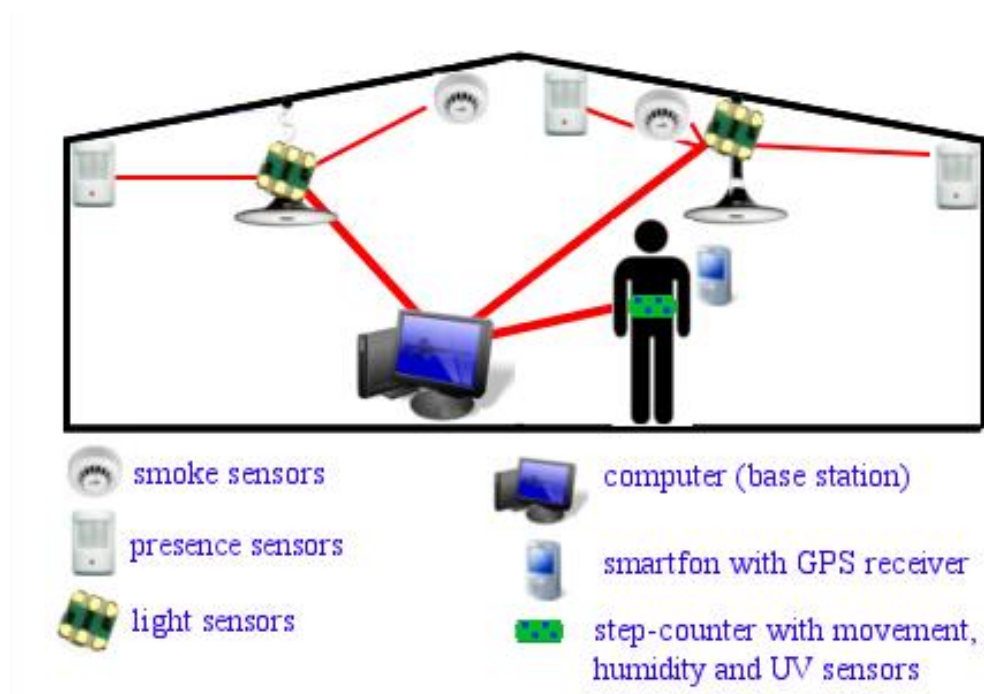 smoke sensors
presence sensors
light sensors
computer (base station)
smartfon with GPS receiver
step-counter with movement,
humidity and UV sensors